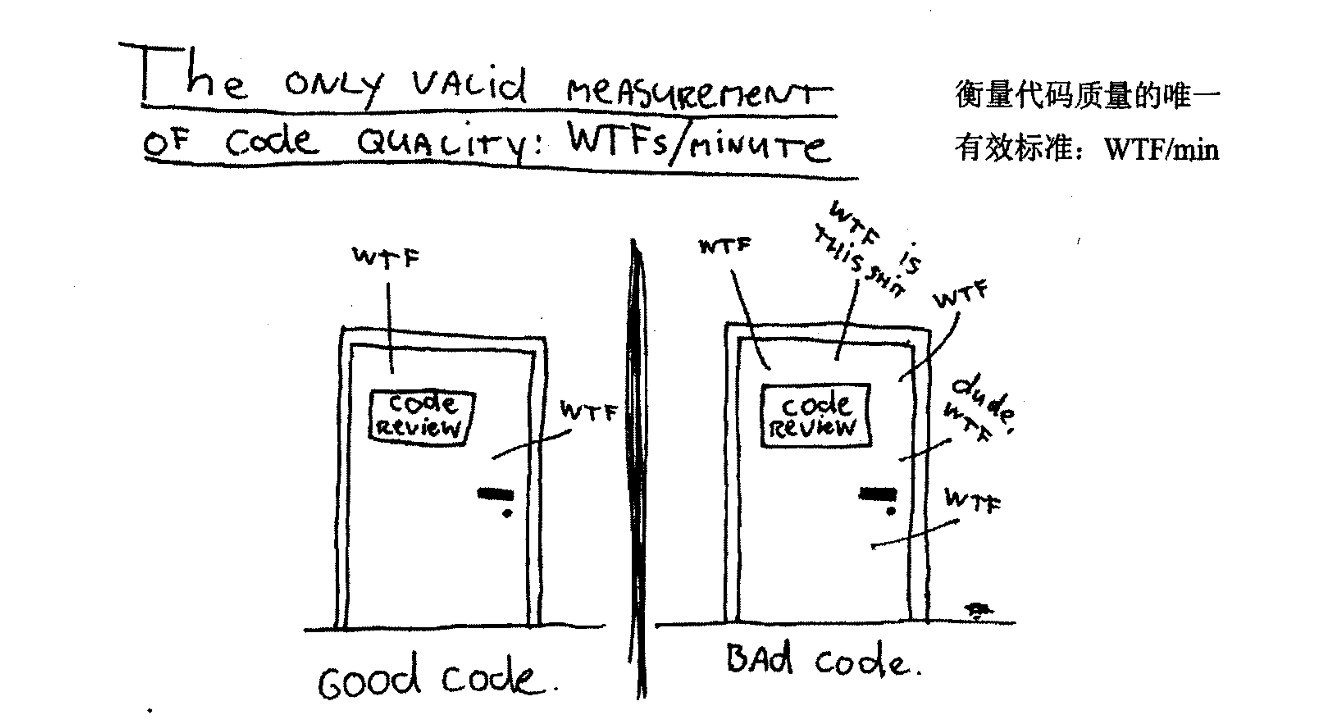 The ONLY VALid MEASUREMENT
OF Code QUALITY: WTFs/MINUTE
衡量代码质量的唯一
有效标准：WTF/min
WTF
code
REVIEW
WTF
GOOD Code.
WTF
WTF is
THIS SHIT
WTF
dude,
WTF
code
REVIEW
WTF
BAd Code.